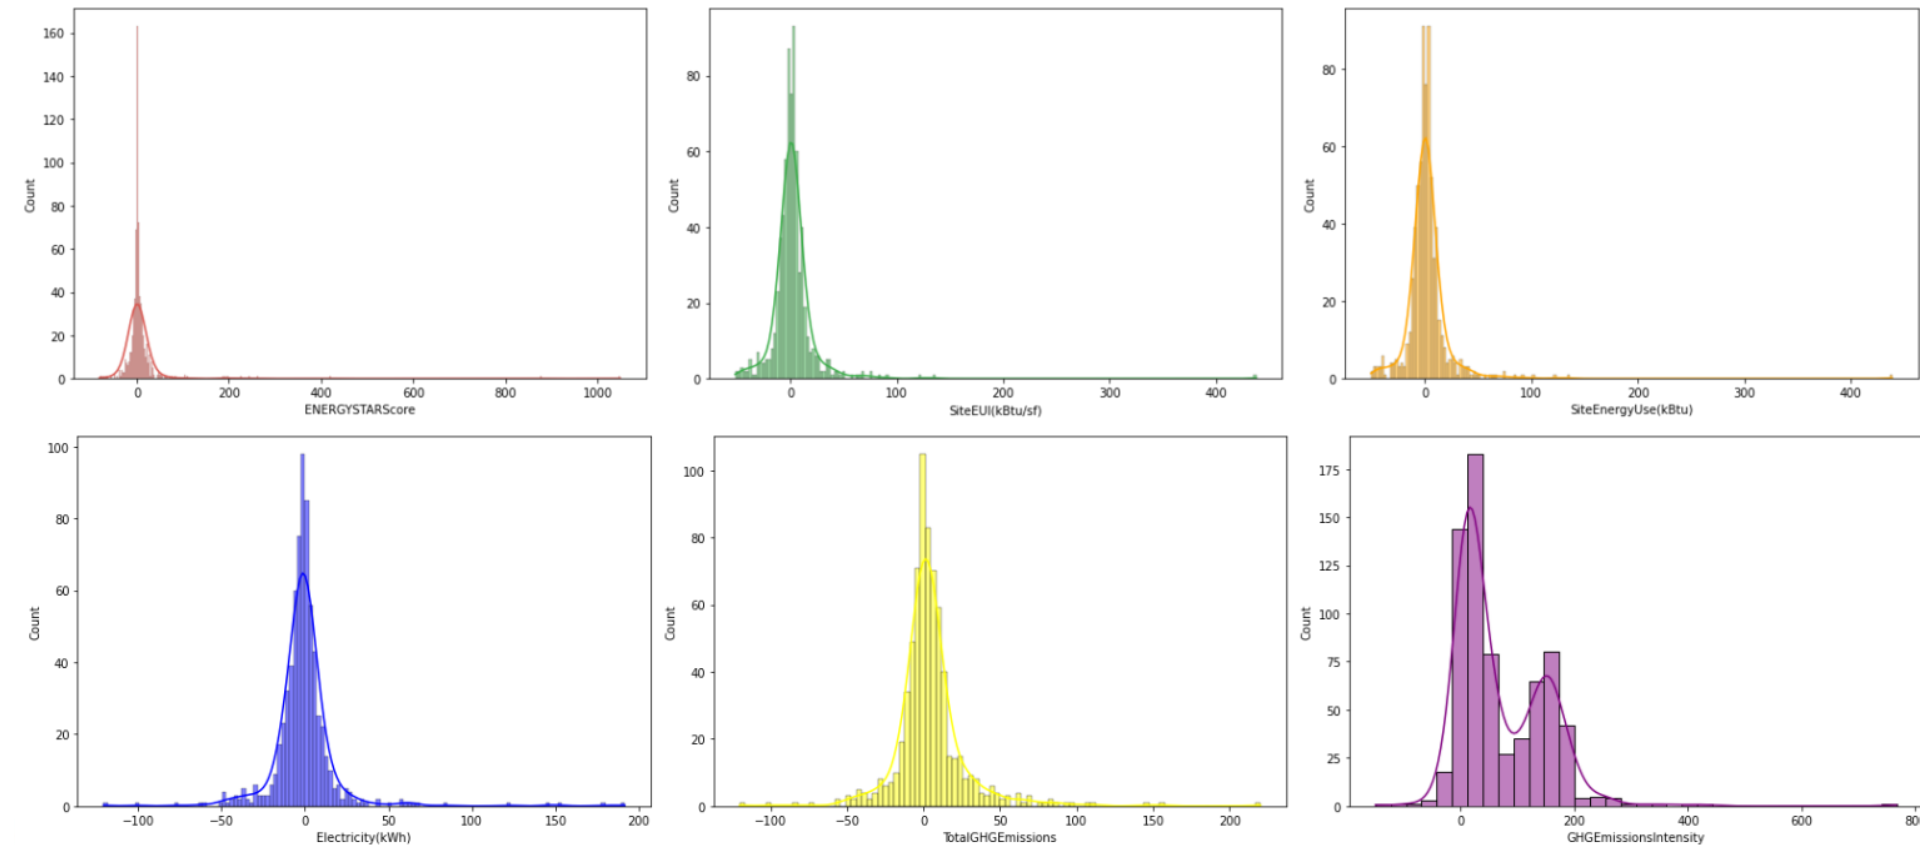 160
140
120
100
80
60
40
20
0
Count
0 200 400 600 800 1000
ENERGYSTARScore
80
60
40
20
0
Count
0 100 200 300 400
SiteEUI(kBtu/sf)
80
60
40
20
0
Count
0 100 200 300 400
SiteEnergyUse(kBtu)
100
80
60
40
20
0
Count
−100 −50 0 50 100 150 200
Electricity(kWh)
100
80
60
40
20
0
Count
−100 −50 0 50 100 150 200
TotalGHGEmissions
175
150
125
100
75
50
25
0
Count
0 200 400 600 80
GHGEmissionsIntensity